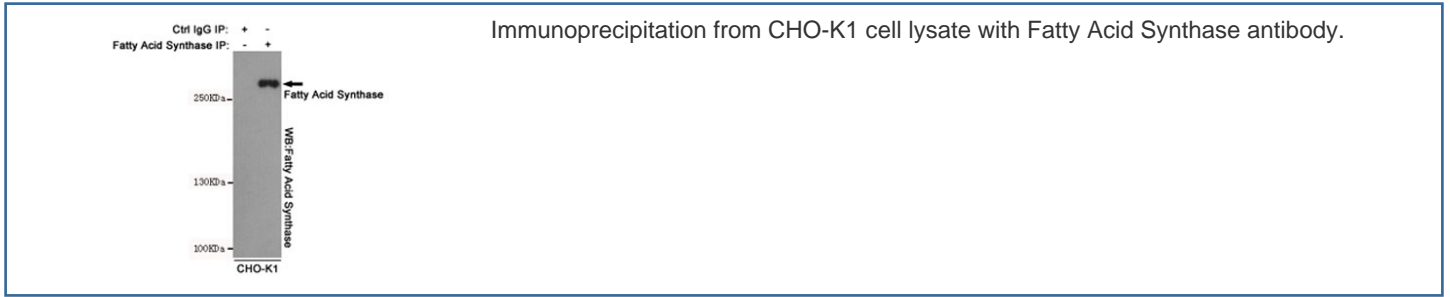 Ctrl IgG IP: + -
Fatty Acid Synthase IP: - +
250KDa
Fatty Acid Synthase
130KDa
WB:Fatty Acid Synthase
100KDa
CHO-K1
Immunoprecipitation from CHO-K1 cell lysate with Fatty Acid Synthase antibody.